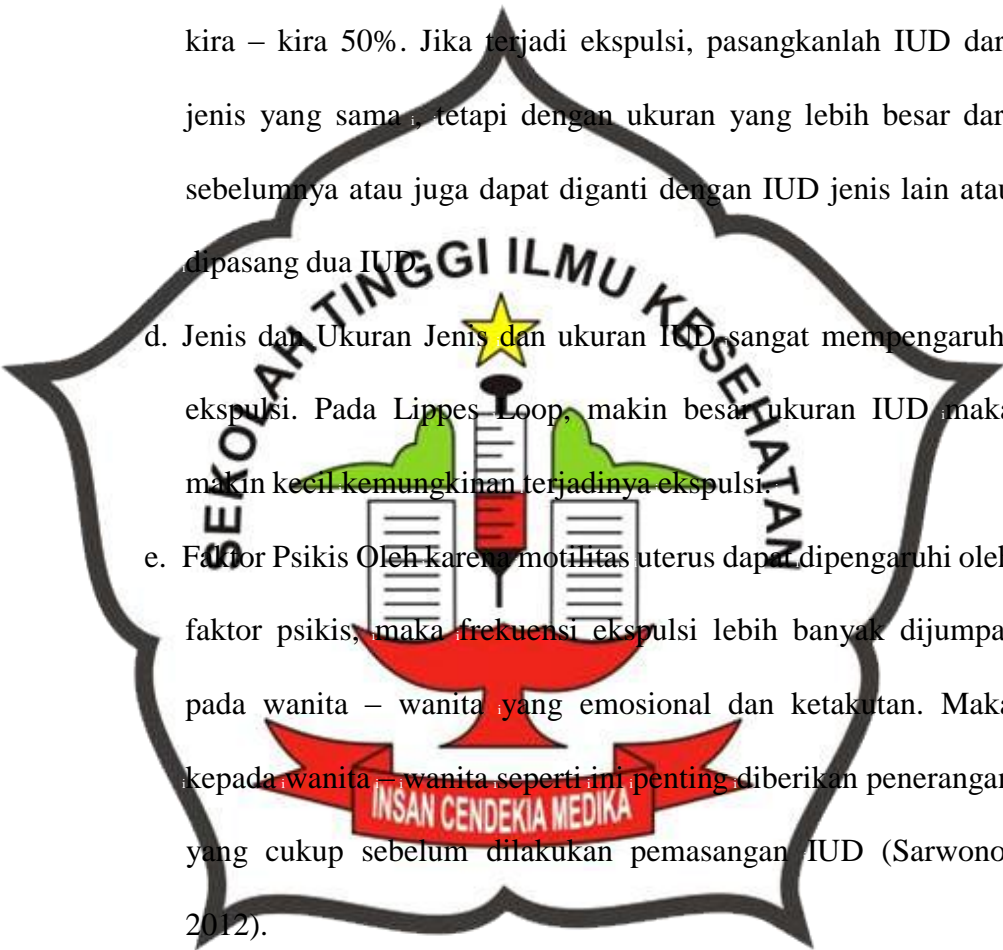 kira – kira 50%. Jika terjadi ekspulsi, pasangkanlah IUD dar
jenis yang sama , tetapi dengan ukuran yang lebih besar dar
sebelumnya atau juga dapat diganti dengan IUD jenis lain atau
dipasang dua IUD.
SEKOLAH TINGGI ILMU KESEHATAN
d. Jenis dan Ukuran Jenis dan ukuran IUD sangat mempengaruh
ekspulsi. Pada Lippes Loop, makin besar ukuran IUD maka
makin kecil kemungkinan terjadinya ekspulsi.
e. Faktor Psikis Oleh karena motilitas uterus dapat dipengaruhi oleh
faktor psikis, maka frekuensi ekspulsi lebih banyak dijumpa
pada wanita – wanita yang emosional dan ketakutan. Maka
kepada wanita – wanita seperti ini penting diberikan penerangan
INSAN CENDEKIA MEDIKA
yang cukup sebelum dilakukan pemasangan IUD (Sarwono,
2012).